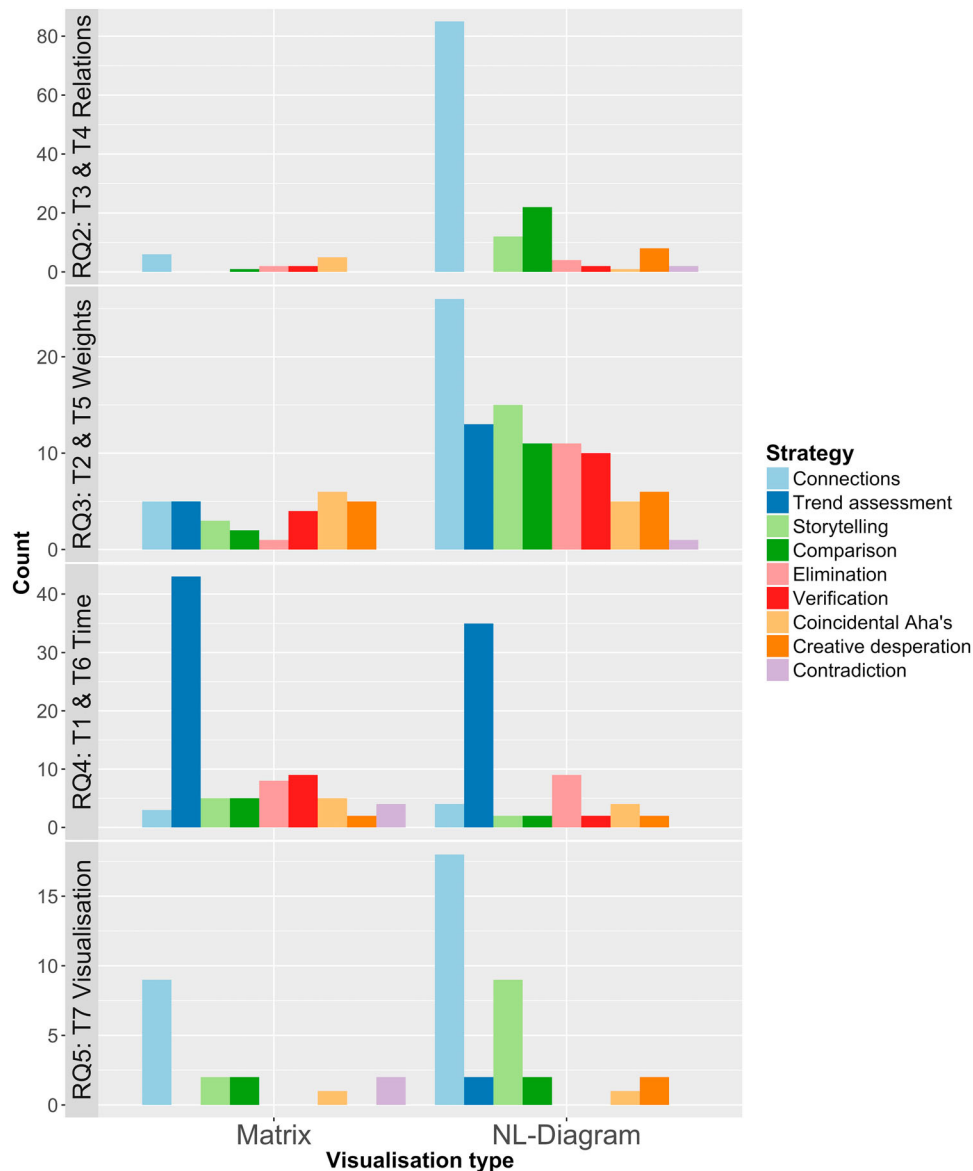 Count
RQ2: T3 & T4 Relations
80
60
40
20
0
RQ3: T2 & T5 Weights
20
10
0
RQ4: T1 & T6 Time
40
30
20
10
0
RQ5: T7 Visualisation
15
10
5
0
Matrix
NL-Diagram
Visualisation type
Strategy
Connections
Trend assessment
Storytelling
Comparison
Elimination
Verification
Coincidental Aha's
Creative desperation
Contradiction